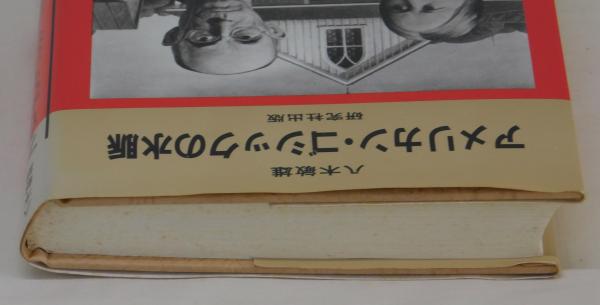 八木敏雄
アメリカン・ゴシックの水脈
研究社出版